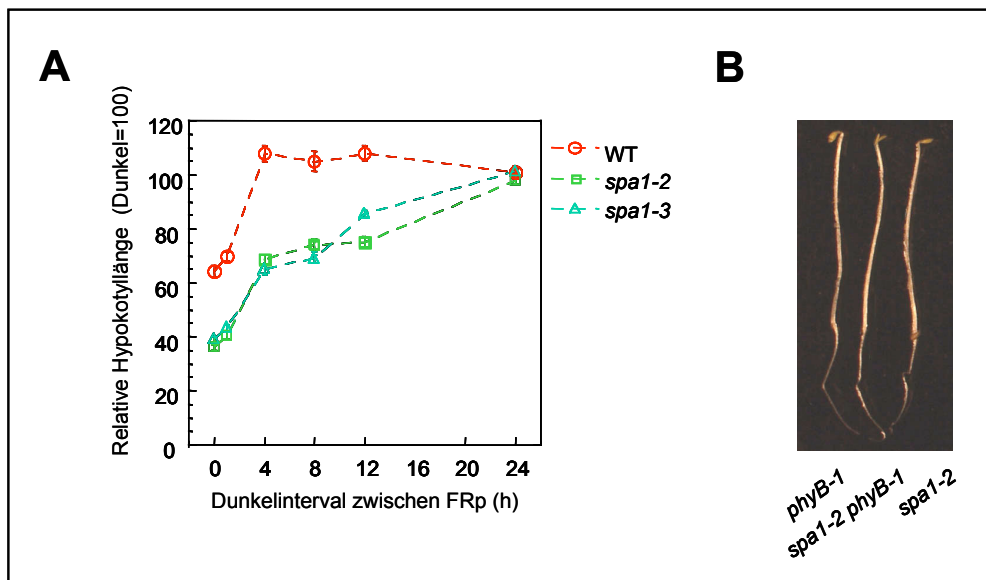 A
B
Relative Hypokotyllänge (Dunkel=100)
120
100
80
60
40
20
0
0 4 8 12 16 20 24
Dunkelinterval zwischen FRp (h)
WT
spa1-2
spa1-3
phyB-1
spa1-2 phyB-1
spa1-2